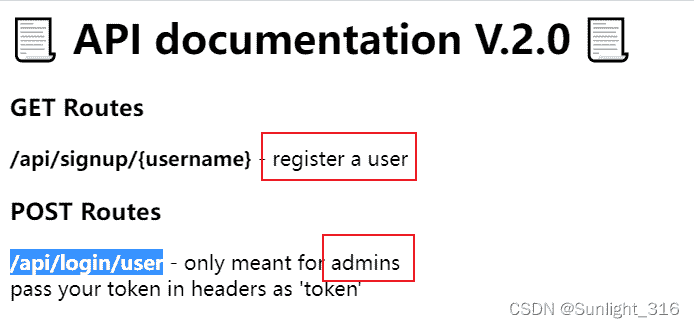 API documentation V.2.0
GET Routes
/api/signup/{username} - register a user
POST Routes
/api/login/user - only meant for admins
pass your token in headers as 'token'
CSDN @Sunlight_316